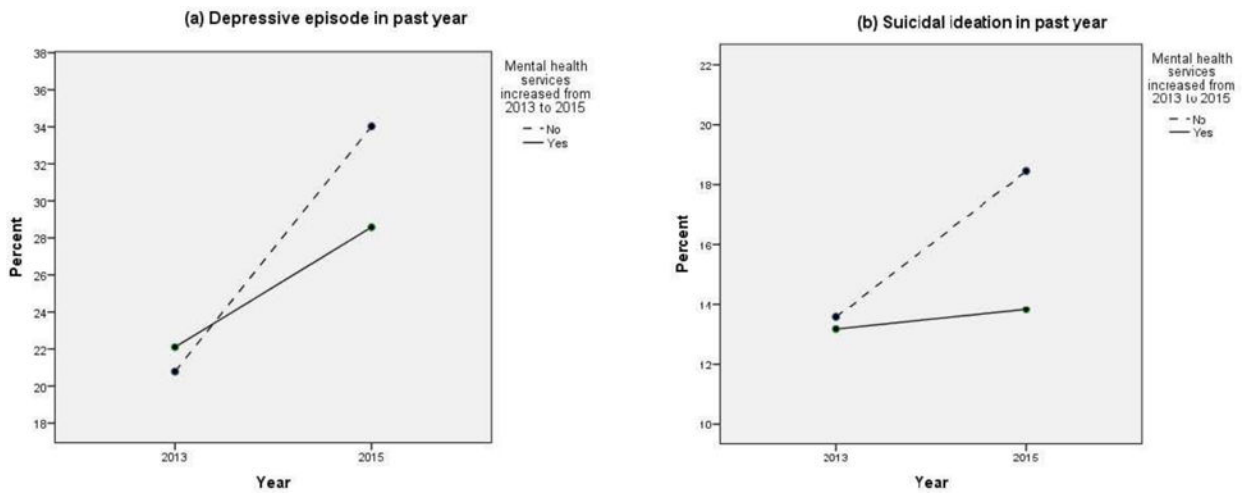 (a) Depressive episode in past year
38
36
34
32
30
28
26
24
22
20
18
Percent
2013
2015
Year
Mental health
services
increased from
2013 to 2015
No
Yes
(b) Suicidal ideation in past year
22
20
18
16
14
12
10
Percent
2013
2015
Year
Mental health
services
increased from
2013 to 2015
No
Yes